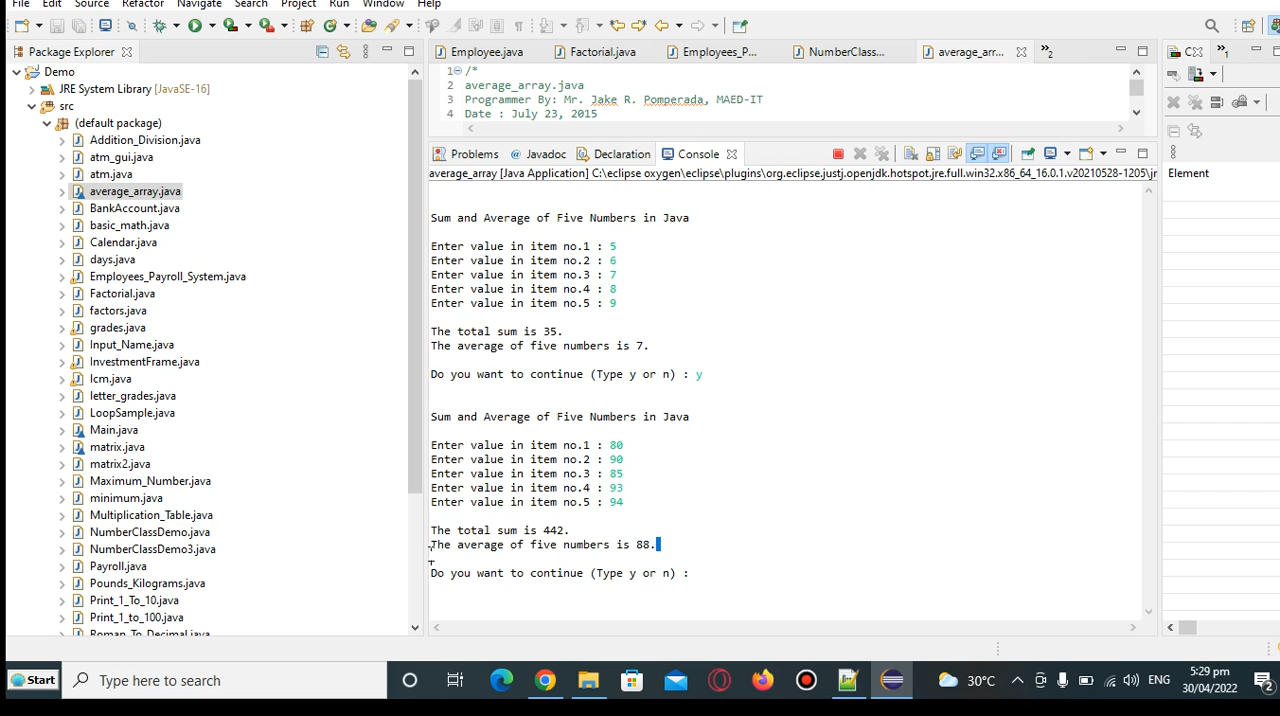 File Edit Source Refactor Navigate Search Project Run Window Help
Package Explorer
Employee.java Factorial.java Employees_P... NumberClass... average_arr... »2
»1
Demo
JRE System Library [JavaSE-16]
src
(default package)
Addition_Division.java
atm_gui.java
atm.java
average_array.java
BankAccount.java
basic_math.java
Calendar.java
days.java
Employees_Payroll_System.java
Factorial.java
factors.java
grades.java
Input_Name.java
InvestmentFrame.java
lcm.java
letter_grades.java
LoopSample.java
Main.java
matrix.java
matrix2.java
Maximum_Number.java
minimum.java
Multiplication_Table.java
NumberClassDemo.java
NumberClassDemo3.java
Payroll.java
Pounds_Kilograms.java
Print_1_To_10.java
Print_1_to_100.java
Roman_To_Decimal.java
1 /*
2 average_array.java
3 Programmer By: Mr. Jake R. Pomperada, MAED-IT
4 Date : July 23, 2015
Problems Javadoc Declaration Console
average_array [Java Application] C:\eclipse oxygen\eclipse\plugins\org.eclipse.justj.openjdk.hotspot.jre.full.win32.x86_64_16.0.1.v20210528-1205\jr
Sum and Average of Five Numbers in Java
Enter value in item no.1 : 5
Enter value in item no.2 : 6
Enter value in item no.3 : 7
Enter value in item no.4 : 8
Enter value in item no.5 : 9
The total sum is 35.
The average of five numbers is 7.
Do you want to continue (Type y or n) : y
Sum and Average of Five Numbers in Java
Enter value in item no.1 : 80
Enter value in item no.2 : 90
Enter value in item no.3 : 85
Enter value in item no.4 : 93
Enter value in item no.5 : 94
The total sum is 442.
The average of five numbers is 88.
Do you want to continue (Type y or n) :
Element
Start
Type here to search
30°C
ENG
5:29 pm
30/04/2022
2